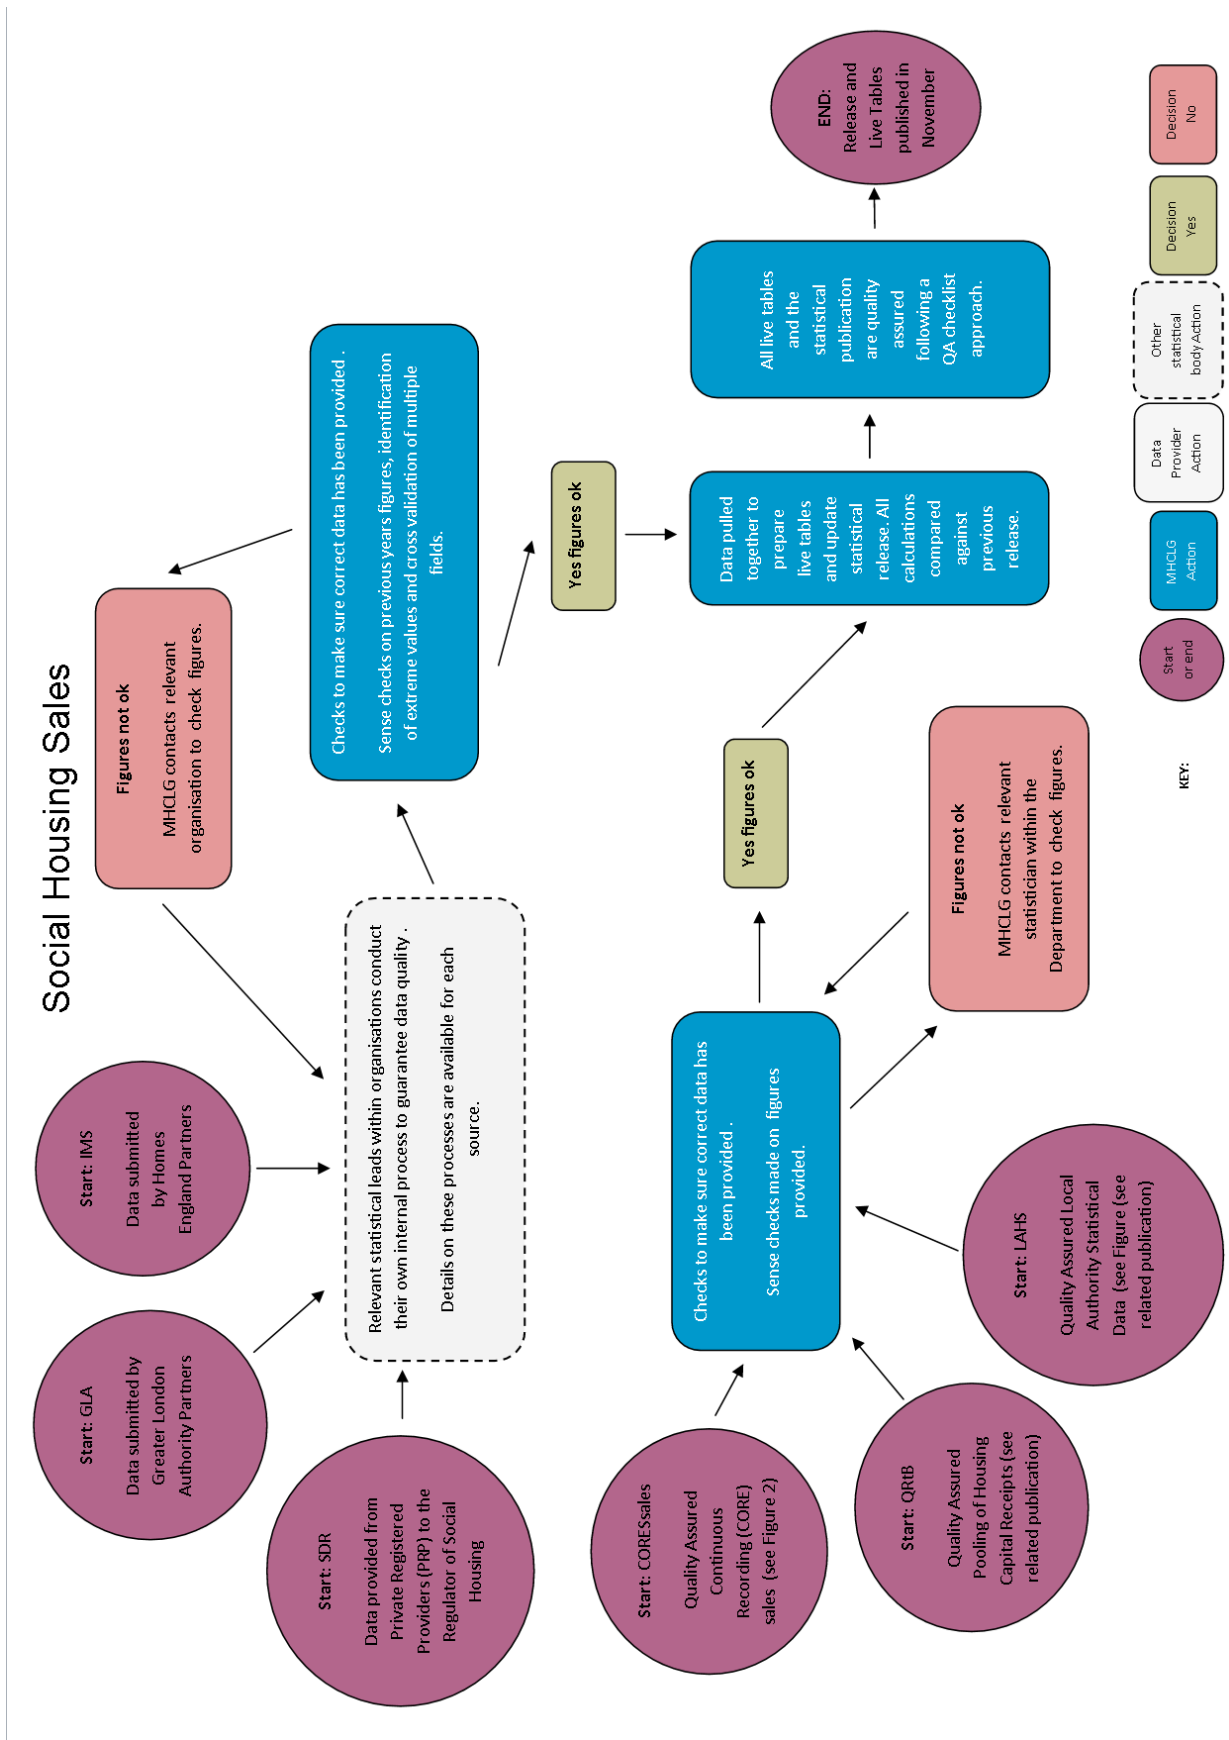 Social Housing Sales
Start: GLA
Data submitted by
Greater London
Authority Partners
Start: IMS
Data submitted
by Homes
England Partners
Figures not ok
MHCLG contacts relevant
organisation to check figures.
Start: SDR
Data provided from
Private Registered
Providers (PRP) to the
Regulator of Social
Housing
Relevant statistical leads within organisations conduct
their own internal process to guarantee data quality .
Details on these processes are available for each
source.
Checks to make sure correct data has been provided .
Sense checks on previous years figures, identification
of extreme values and cross validation of multiple
fields.
Yes figures ok
Start: CORESsales
Quality Assured
Continuous
Recording (CORE)
sales (see Figure 2)
Checks to make sure correct data has
been provided .
Sense checks made on figures
provided.
Yes figures ok
Data pulled
together to
prepare
live tables
and update
statistical
release. All
calculations
compared
against
previous
release.
All live tables
and the
statistical
publication
are quality
assured
following a
QA checklist
approach.
END:
Release and
Live Tables
published in
November
Start: QRtB
Quality Assured
Pooling of Housing
Capital Receipts (see
related publication)
Start: LAHS
Quality Assured Local
Authority Statistical
Data (see Figure (see
related publication)
Figures not ok
MHCLG contacts relevant
statistician within the
Department to check figures.
KEY:
Start
or end
MHCLG
Action
Data
Provider
Action
Other
statistical
body Action
Decision
Yes
Decision
No